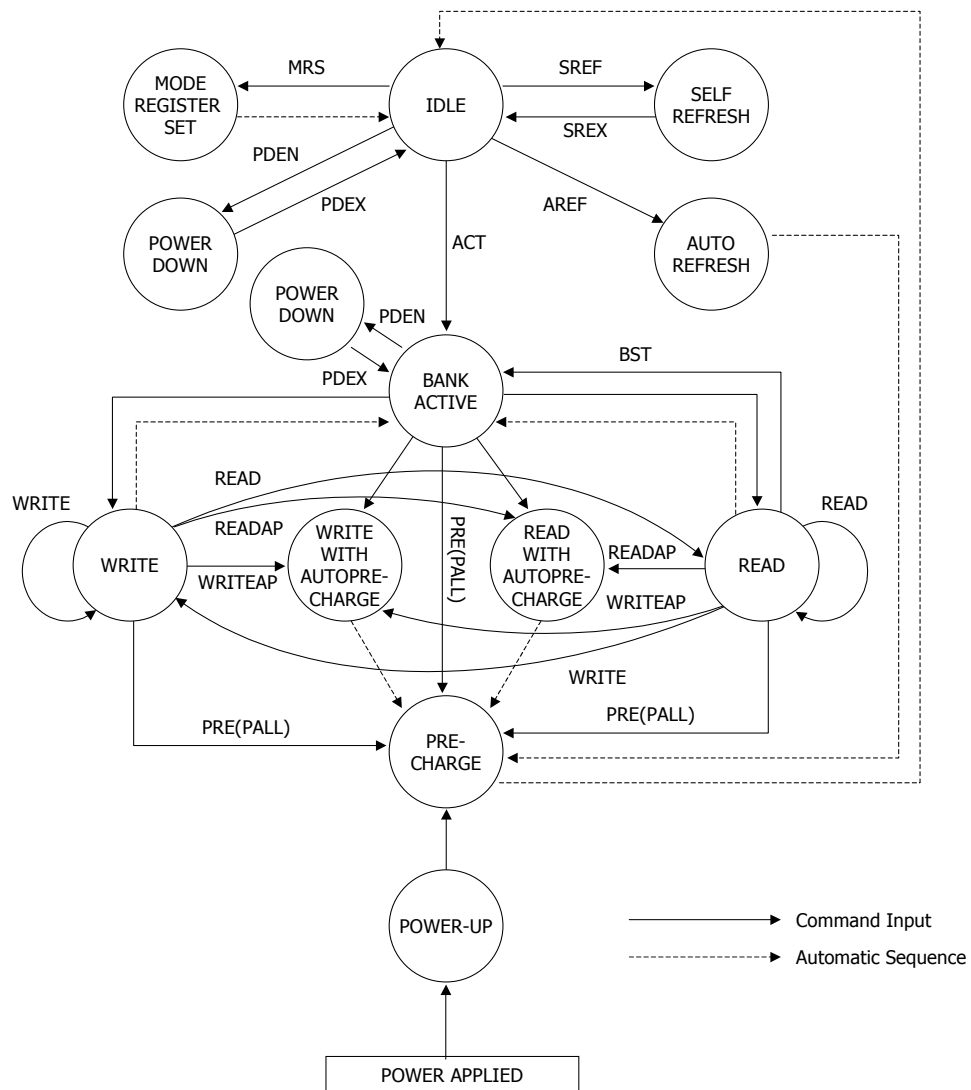 MRS
SREF
MODE
REGISTER
SET
IDLE
SELF
REFRESH
SREX
PDEN
PDEX
AREF
POWER
DOWN
ACT
AUTO
REFRESH
POWER
DOWN
PDEN
PDEX
BANK
ACTIVE
BST
WRITE
READ
READ
READAP
WRITE
WRITEAP
WRITE
WITH
AUTOPRE-
CHARGE
PRE(PALL)
READ
WITH
AUTOPRE-
CHARGE
READAP
WRITEAP
READ
WRITE
PRE(PALL)
PRE(PALL)
PRE-
CHARGE
POWER-UP
Command Input
Automatic Sequence
POWER APPLIED